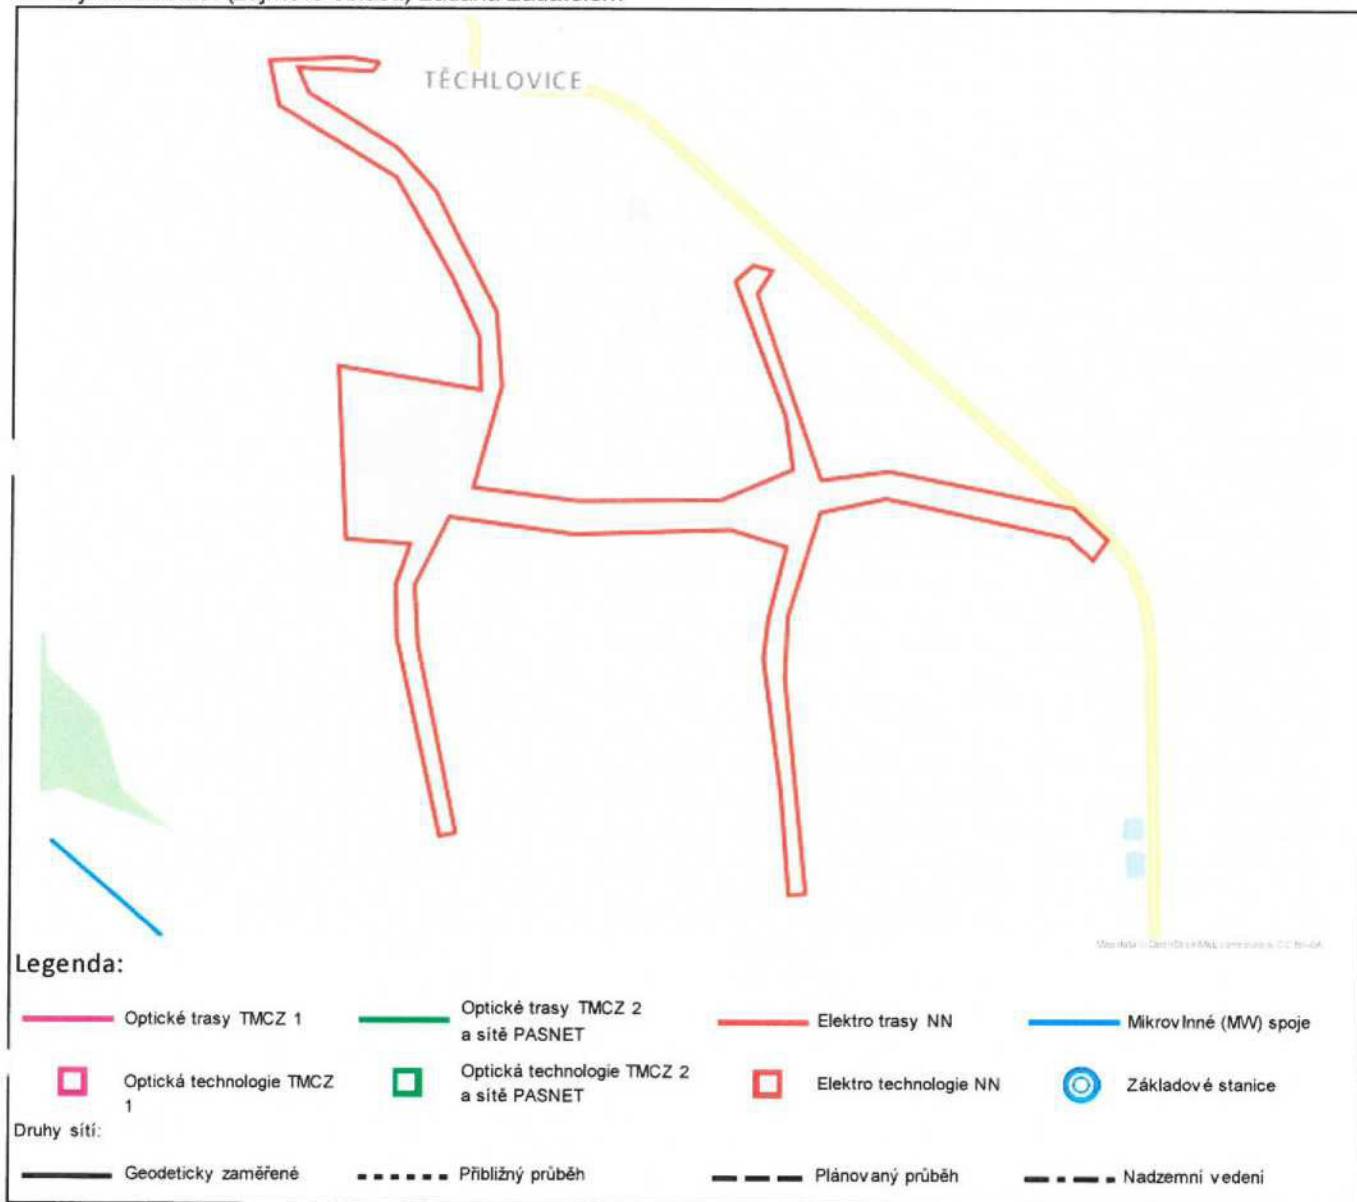 TĚCHLOVICE
Legenda:
Optické trasy TMCZ 1
Optické trasy TMCZ 2
a sítě PASNET
Elektro trasy NN
Mikrovlnné (MW) spoje
Optická technologie TMCZ
1
Optická technologie TMCZ 2
a sítě PASNET
Elektro technologie NN
Základové stanice
Druhy sítí:
Geodeticky zaměřené
Přibližný průběh
Plánovaný průběh
Nadzemní vedení